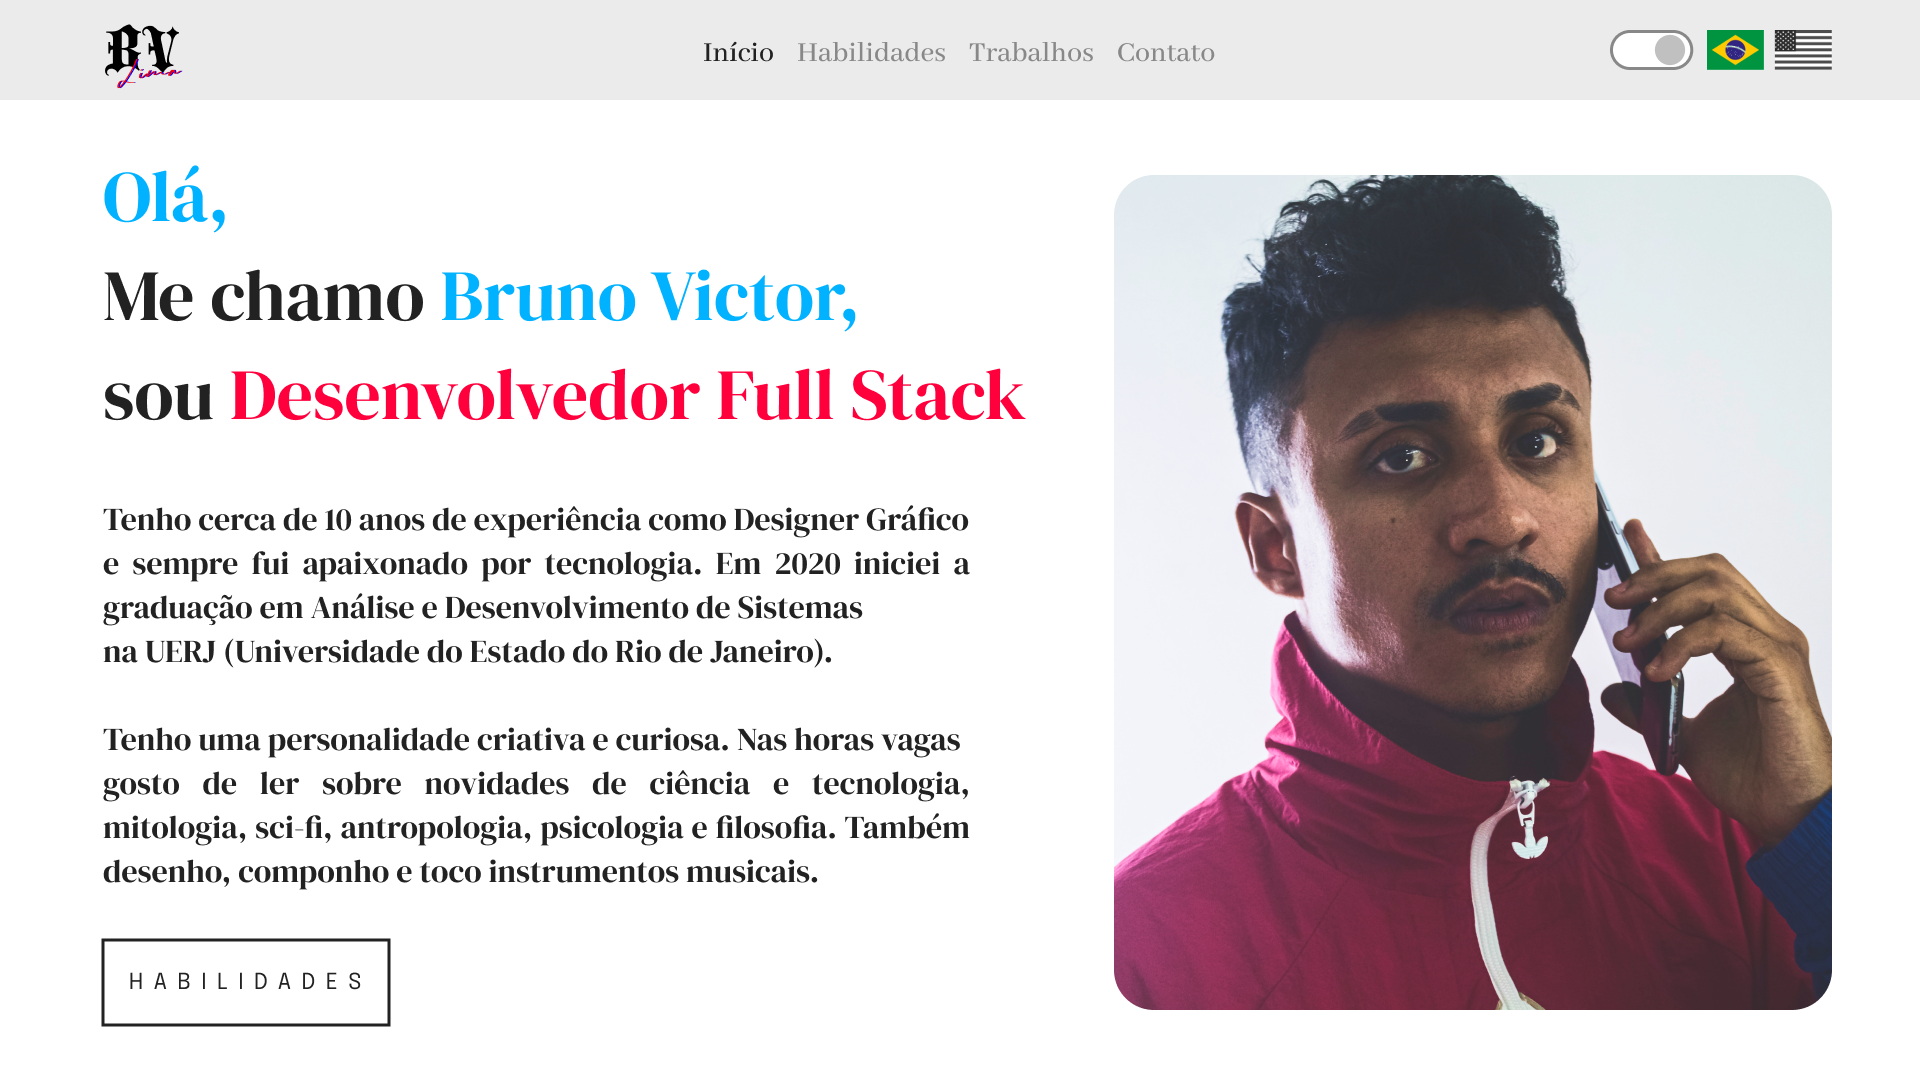 BV
Lima
Início Habilidades Trabalhos Contato
Olá,
Me chamo Bruno Victor,
sou Desenvolvedor Full Stack
Tenho cerca de 10 anos de experiência como Designer Gráfico
e sempre fui apaixonado por tecnologia. Em 2020 iniciei a
graduação em Análise e Desenvolvimento de Sistemas
na UERJ (Universidade do Estado do Rio de Janeiro).
Tenho uma personalidade criativa e curiosa. Nas horas vagas
gosto de ler sobre novidades de ciência e tecnologia,
mitologia, sci-fi, antropologia, psicologia e filosofia. Também
desenho, componho e toco instrumentos musicais.
HABILIDADES